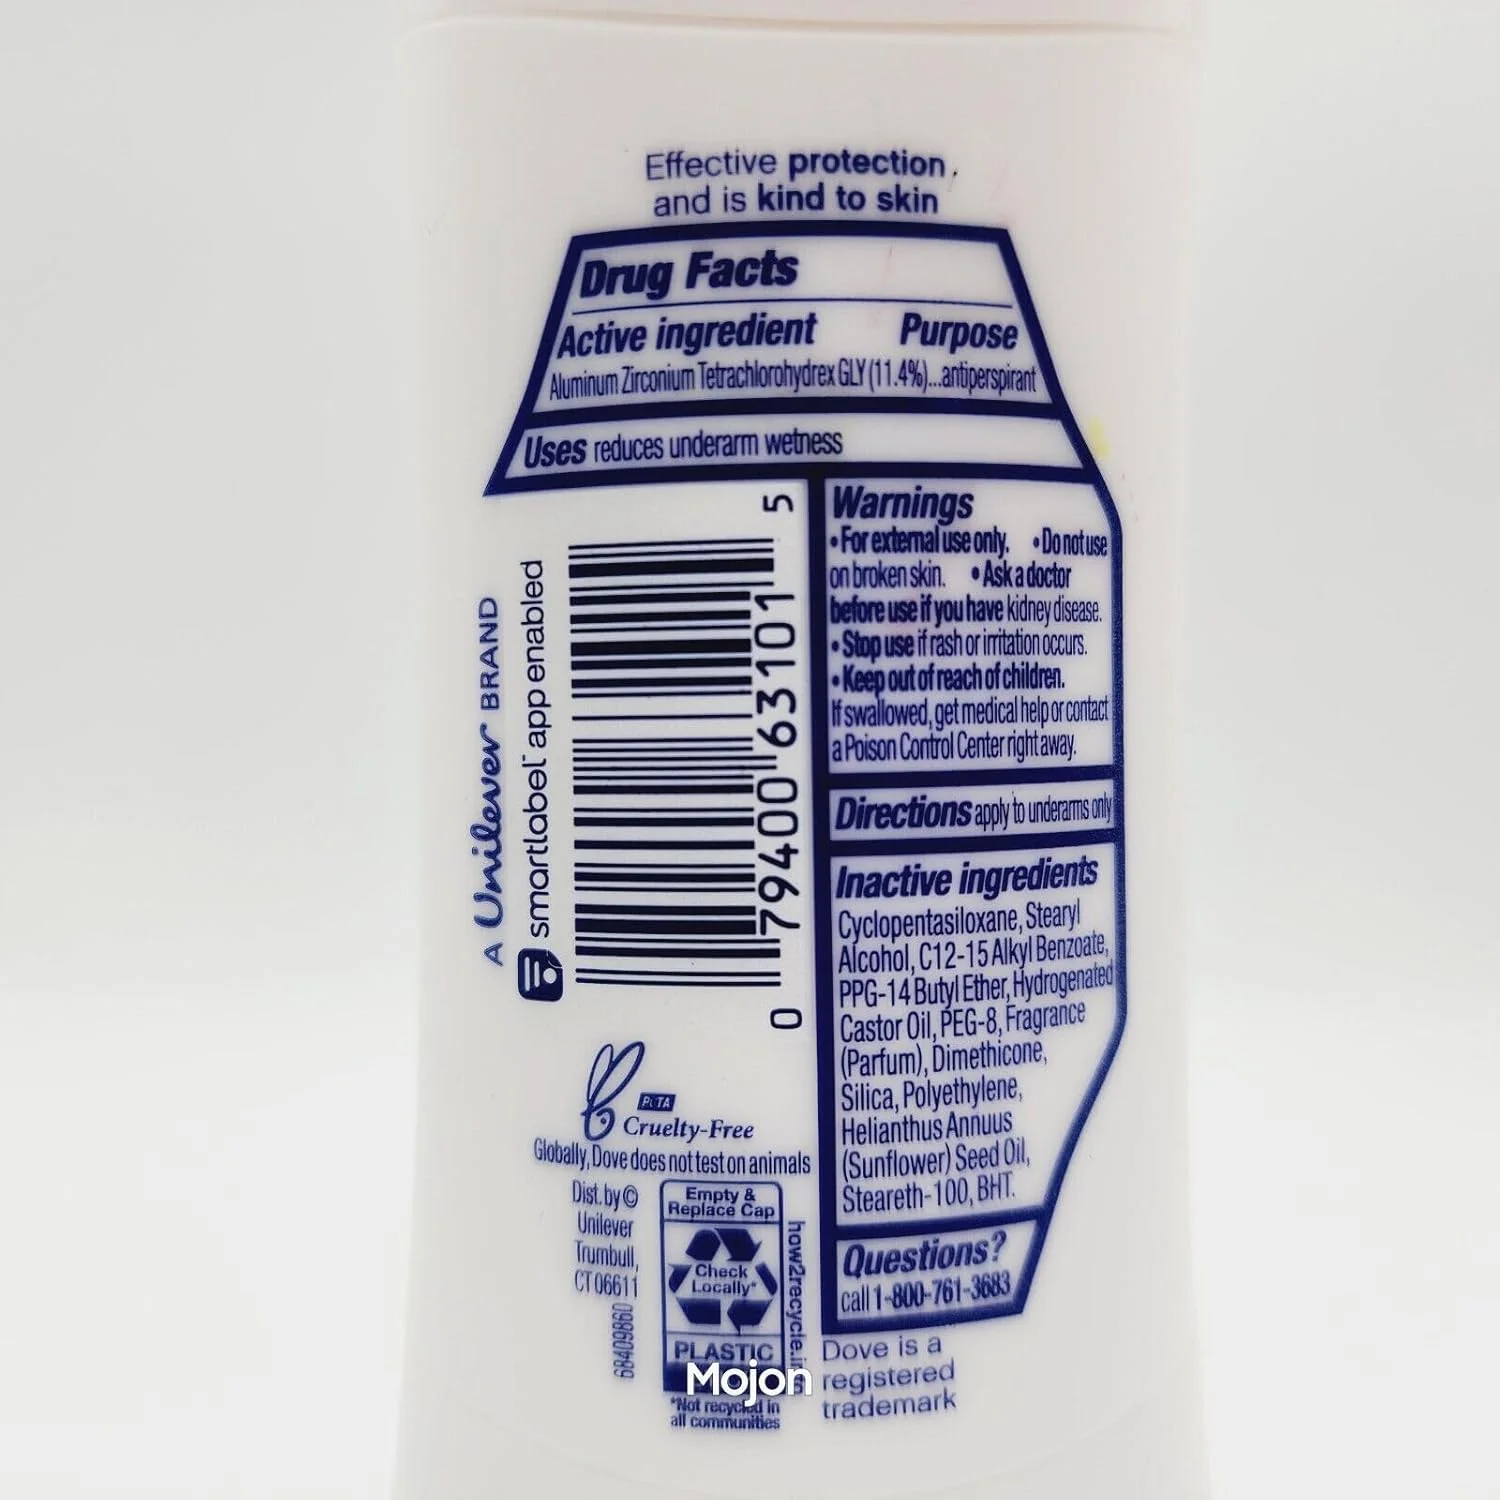 Effective protection
and is kind to skin
Drug Facts
Active ingredient Purpose
Aluminum Zirconium Tetrachlorohydrex GLY (11.4%)...antiperspirant
Uses reduces underarm wetness
Warnings
• For external use only. • Do not use
on broken skin. • Ask a doctor
before use if you have kidney disease.
• Stop use if rash or irritation occurs.
• Keep out of reach of children.
If swallowed, get medical help or contact
a Poison Control Center right away.
Directions apply to underarms only
Inactive ingredients
Cyclopentasiloxane, Stearyl
Alcohol, C12-15 Alkyl Benzoate,
PPG-14 Butyl Ether, Hydrogenated
Castor Oil, PEG-8, Fragrance
(Parfum), Dimethicone,
Silica, Polyethylene,
Helianthus Annuus
(Sunflower) Seed Oil,
Steareth-100, BHT.
Questions?
call 1-800-761-3683
A Unilever BRAND
smartlabel™ app enabled
0 79400 63101 5
PETA
Cruelty-Free
Globally, Dove does not test on animals
Dist. by ©
Unilever
Trumbull,
CT 06611
68409860
Empty &
Replace Cap
Check
Locally*
PLASTIC
*Not recycled in
all communities
Mojon
Dove is a
registered
trademark